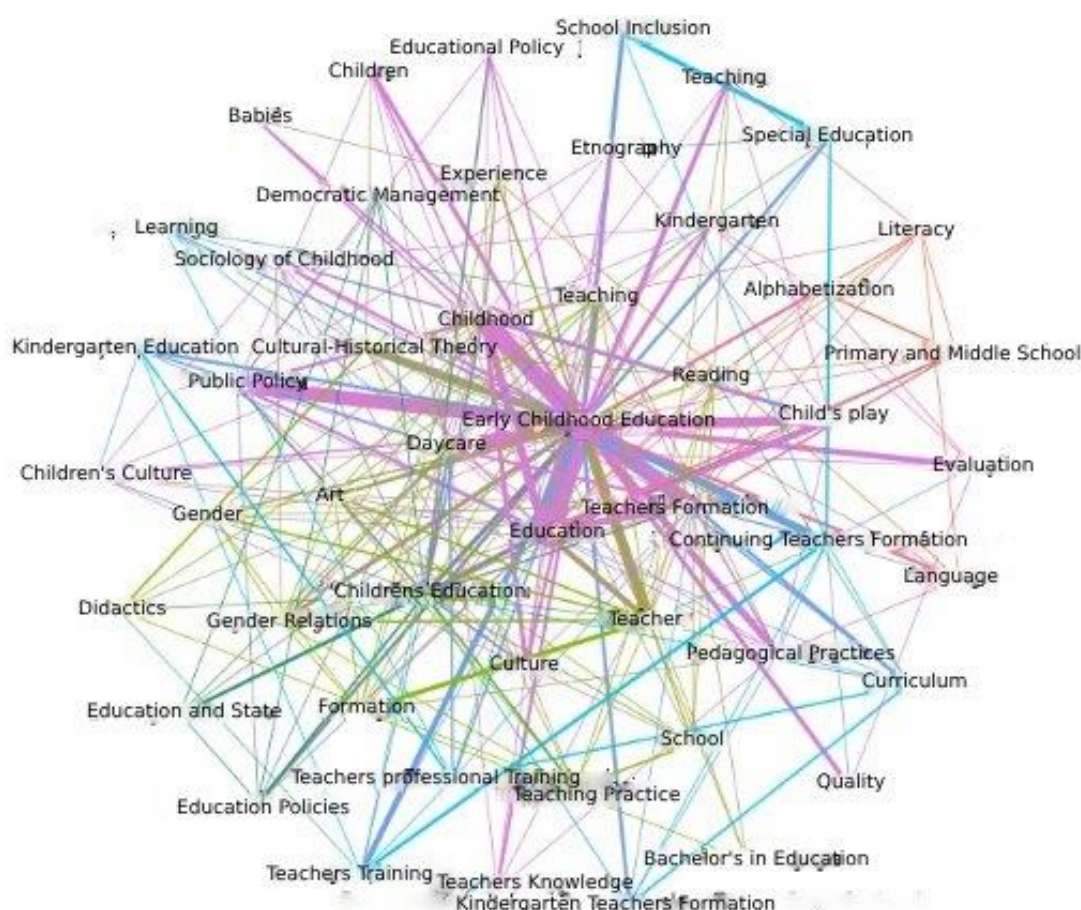 School Inclusion
Educational Policy
Children
Teaching
Babies
Special Education
Etnography
Experience
Democratic Management
Kindergarten
Learning
Literacy
Sociology of Childhood
Alphabetization
Teaching
Childhood
Kindergarten Education
Cultural-Historical Theory
Primary and Middle School
Public Policy
Reading
Early Childhood Education
Child's play
Daycare
Children's Culture
Evaluation
Art
Gender
Teachers Formation
Education
Continuing Teachers Formation
Language
'Childrens Education
Didactics
Gender Relations
Teacher
Culture
Pedagogical Practices
Curriculum
Education and State
Formation
School
Teachers professional Training
Quality
Teaching Practice
Education Policies
Bachelor's in Education
Teachers Training
Teachers Knowledge
Kindergarten Teachers Formation